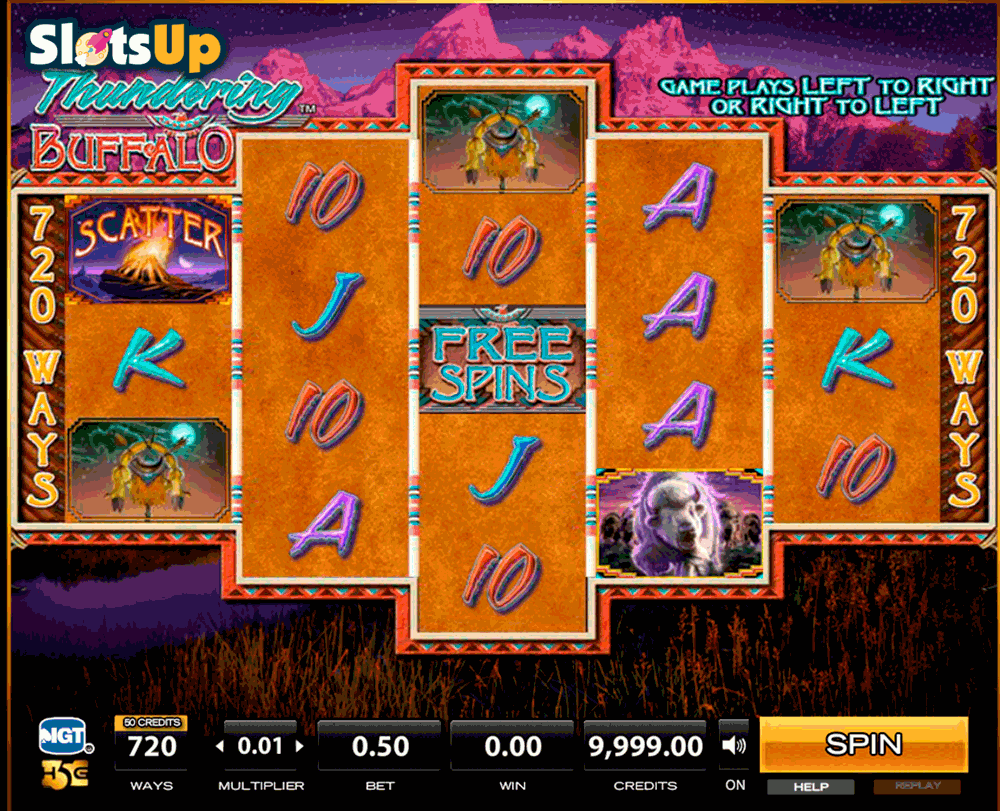 SlotsUp
Thundering™
BUFFALO
GAME PLAYS LEFT TO RIGHT
OR RIGHT TO LEFT
720 WAYS
SCATTER
K
10
J
10
A
10
FREE
SPINS
J
10
A
A
A
K
10
720 WAYS
IGT®
H5G
50 CREDITS
720
WAYS
0.01
MULTIPLIER
0.50
BET
0.00
WIN
9,999.00
CREDITS
ON
SPIN
HELP
REPLAY